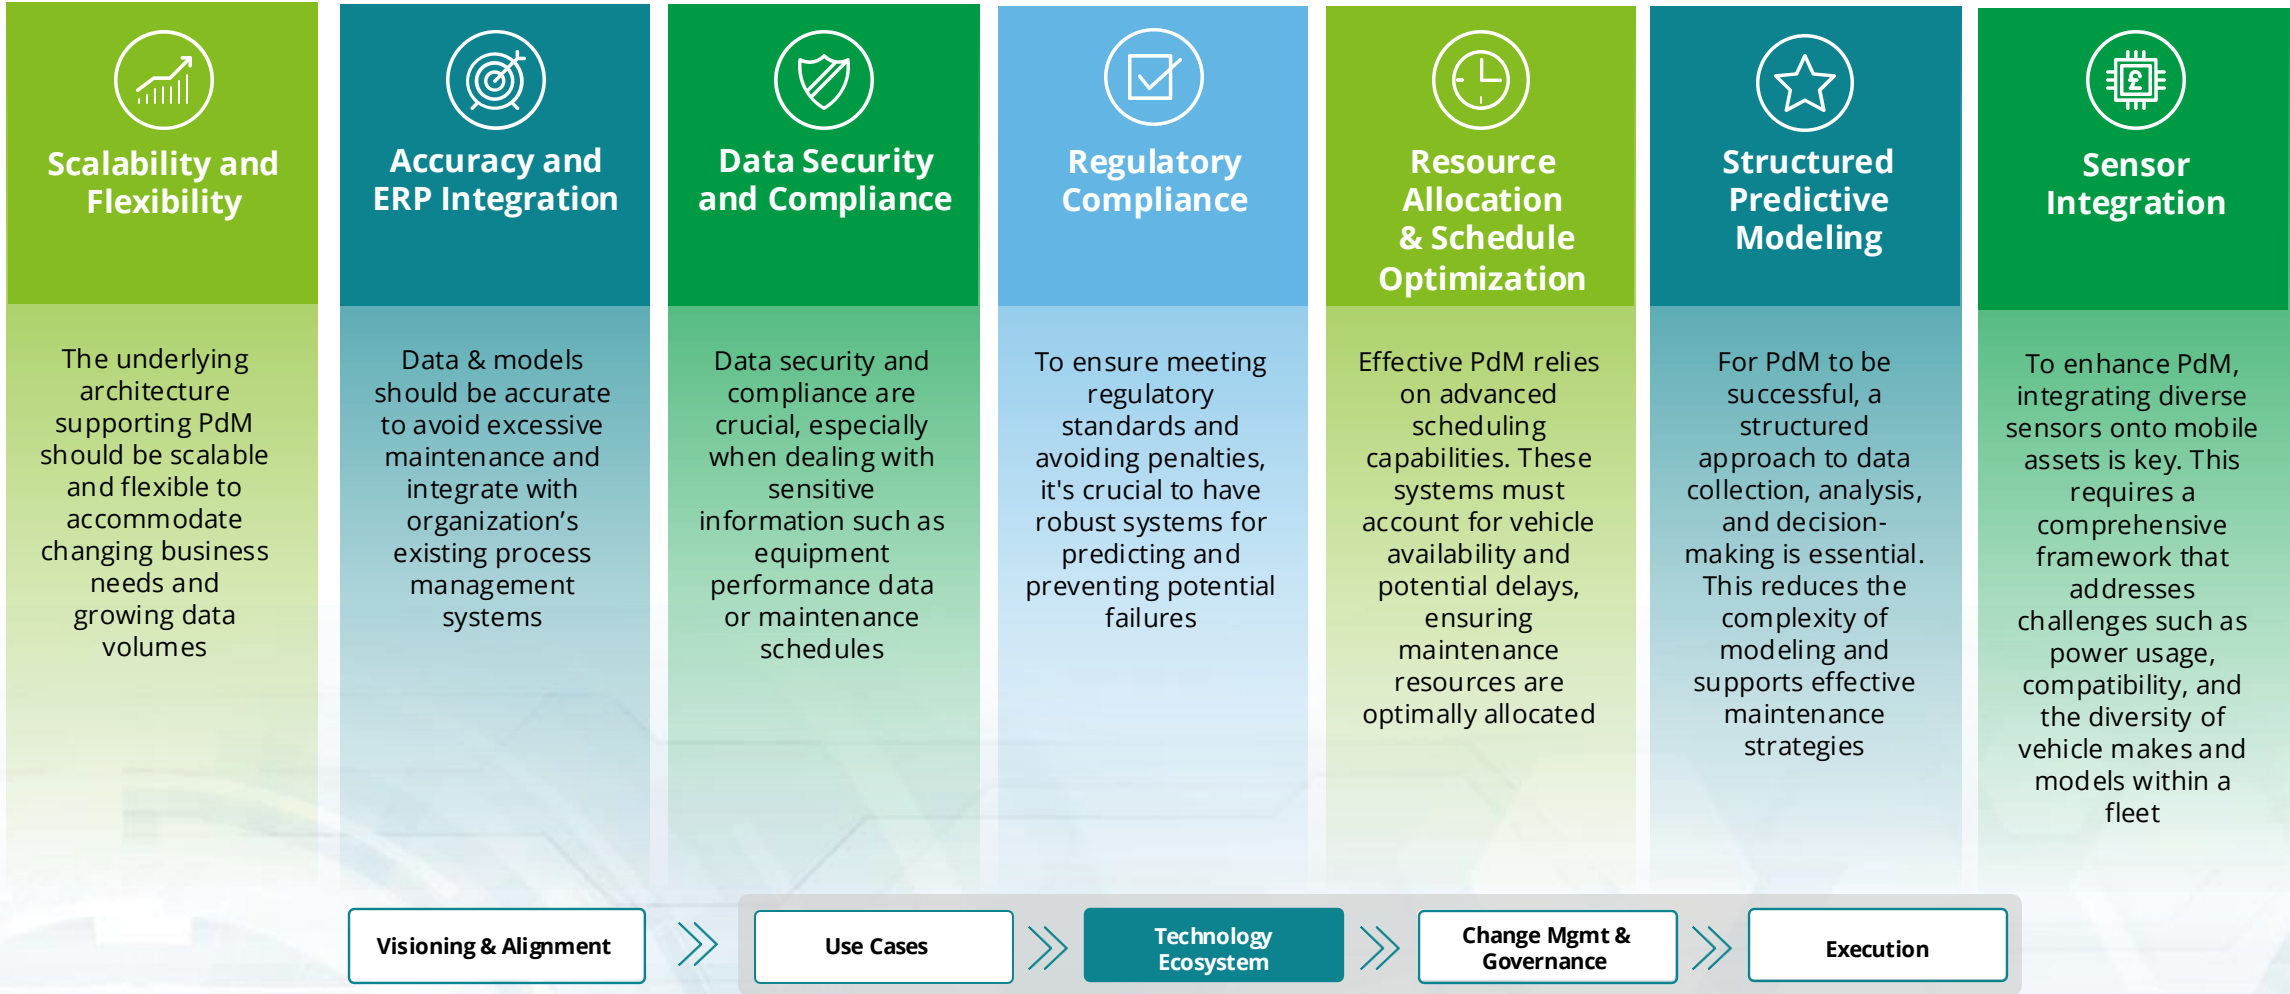 Scalability and
Flexibility
The underlying
architecture
supporting PdM
should be scalable
and flexible to
accommodate
changing business
needs and
growing data
volumes
Accuracy and
ERP Integration
Data & models
should be accurate
to avoid excessive
maintenance and
integrate with
organization’s
existing process
management
systems
Data Security
and Compliance
Data security and
compliance are
crucial, especially
when dealing with
sensitive
information such as
equipment
performance data
or maintenance
schedules
Regulatory
Compliance
To ensure meeting
regulatory
standards and
avoiding penalties,
it's crucial to have
robust systems for
predicting and
preventing potential
failures
Resource
Allocation
& Schedule
Optimization
Effective PdM relies
on advanced
scheduling
capabilities. These
systems must
account for vehicle
availability and
potential delays,
ensuring
maintenance
resources are
optimally allocated
Structured
Predictive
Modeling
For PdM to be
successful, a
structured
approach to data
collection, analysis,
and decision-
making is essential.
This reduces the
complexity of
modeling and
supports effective
maintenance
strategies
£
Sensor
Integration
To enhance PdM,
integrating diverse
sensors onto mobile
assets is key. This
requires a
comprehensive
framework that
addresses
challenges such as
power usage,
compatibility, and
the diversity of
vehicle makes and
models within a
fleet
Visioning & Alignment
Use Cases
Technology
Ecosystem
Change Mgmt &
Governance
Execution